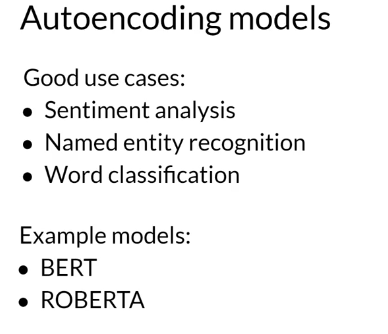 Autoencoding models
Good use cases:
• Sentiment analysis
• Named entity recognition
• Word classification
Example models:
• BERT
• ROBERTA